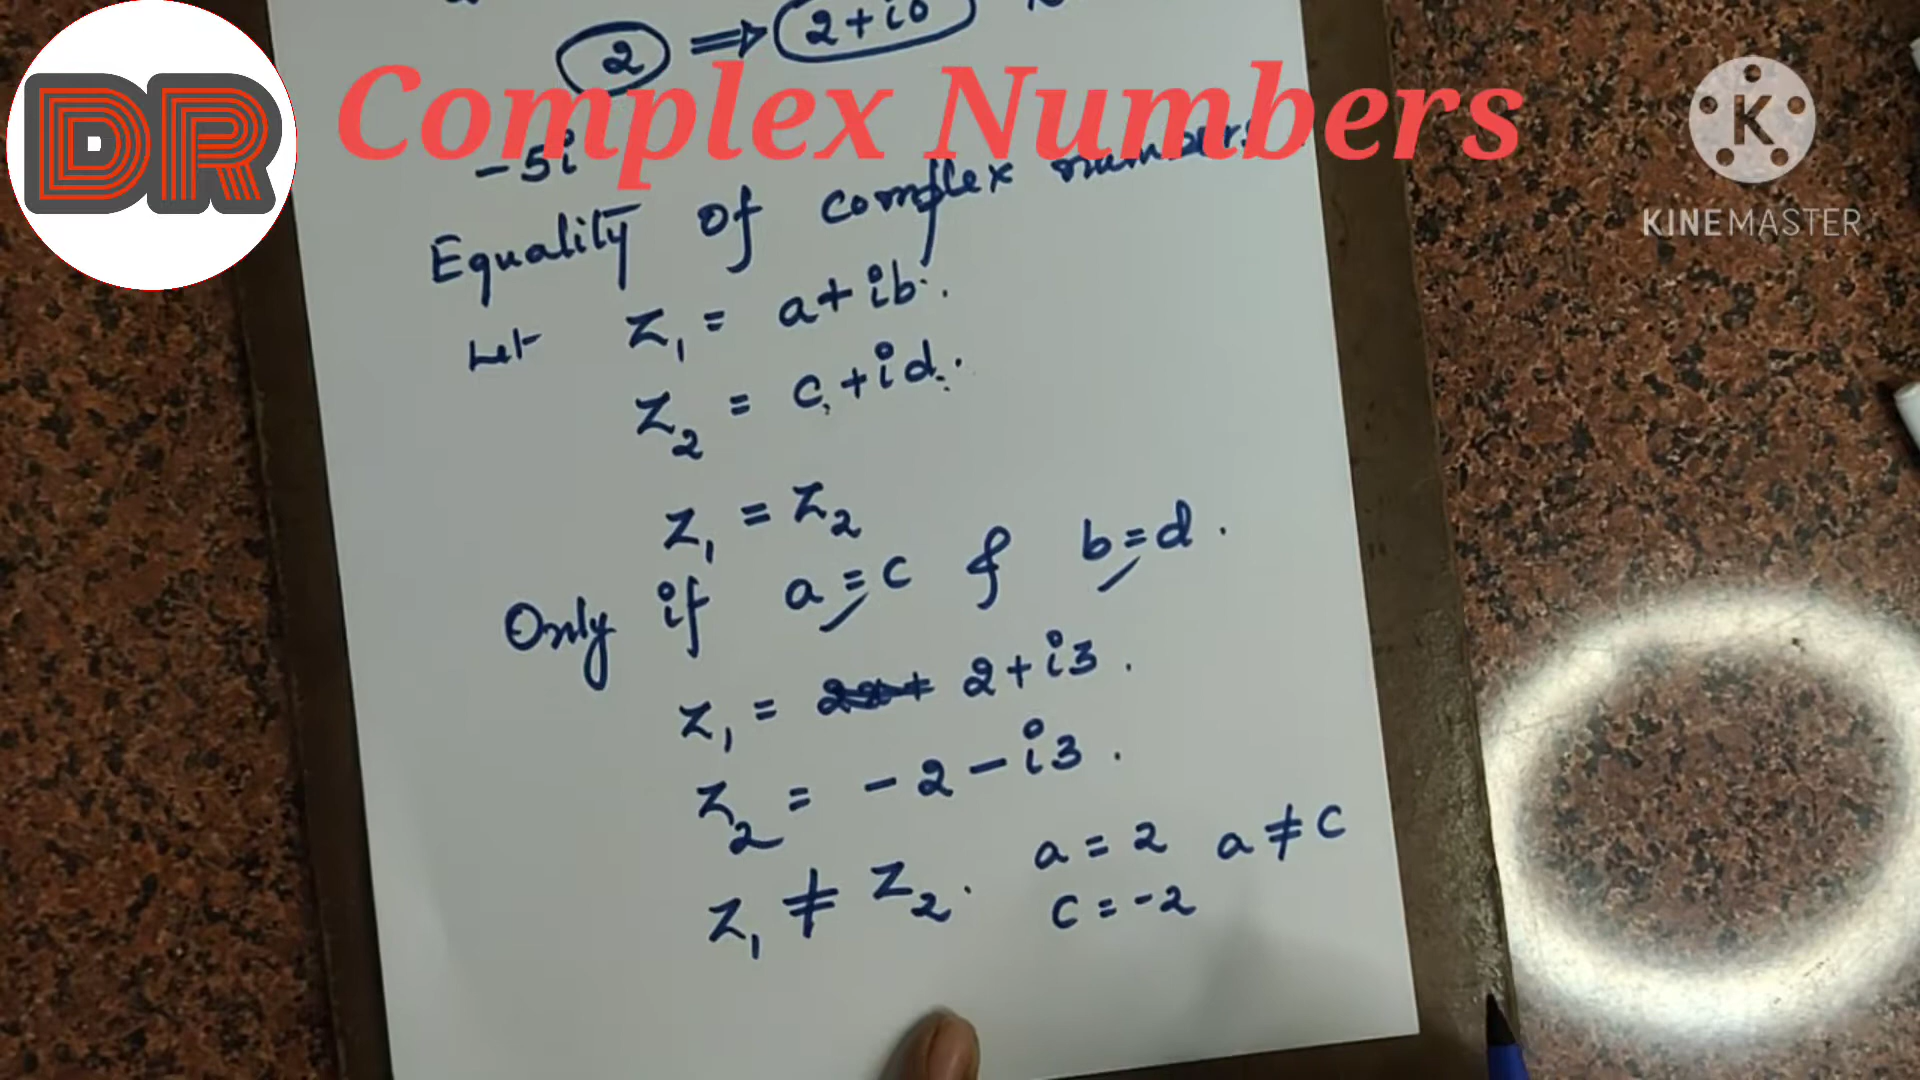 2 ⇒ 2+i0
DR
Complex Numbers
K
KINEMASTER
-5i
Equality of complex numbers
Let z₁ = a+ib.
z₂ = c+id.
z₁ = z₂
Only if a=c & b=d.
z₁ = 2+i3.
z₂ = -2-i3.
z₁ ≠ z₂. a=2 a≠c
c=-2